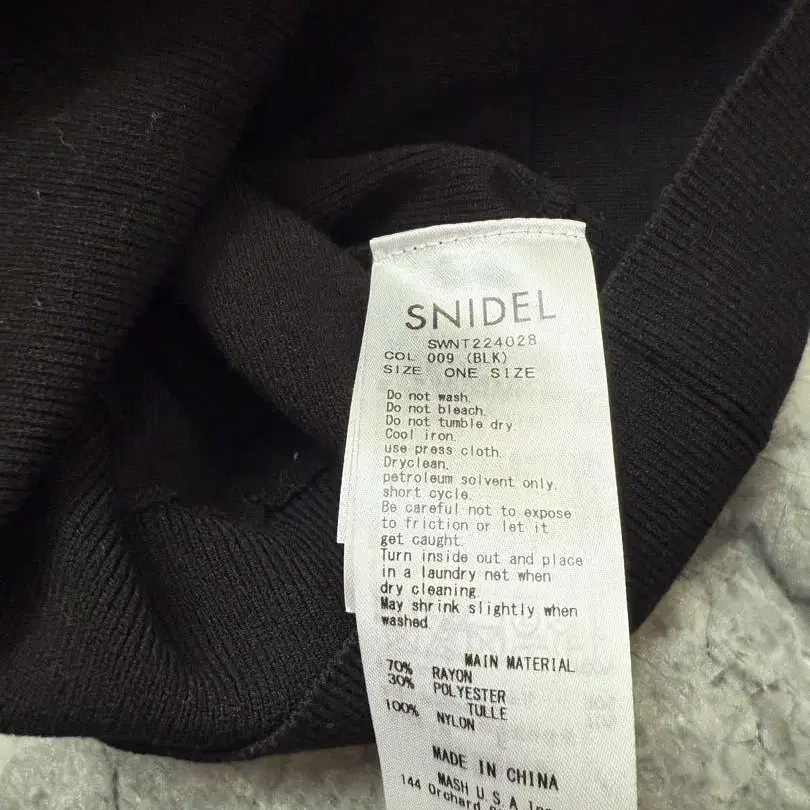 SNIDEL
SWNT224028
COL 009 (BLK)
SIZE ONE SIZE
Do not wash.
Do not bleach.
Do not tumble dry.
Cool iron.
use press cloth.
Dryclean.
petroleum solvent only.
short cycle.
Be careful not to expose
to friction or let it
get caught.
Turn inside out and place
in a laundry net when
dry cleaning.
May shrink slightly when
washed.
MAIN MATERIAL
70% RAYON
30% POLYESTER
TULLE
100% NYLON
MADE IN CHINA
MASH U S A Inc
144 Orchard